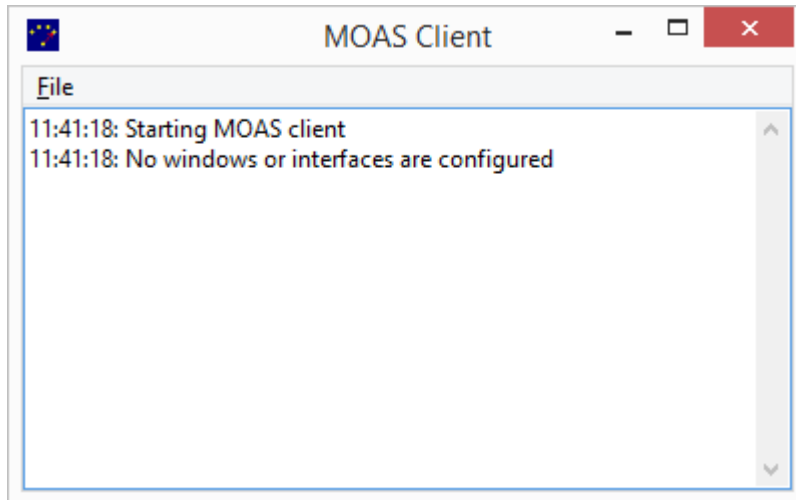 MOAS Client
File
11:41:18: Starting MOAS client
11:41:18: No windows or interfaces are configured